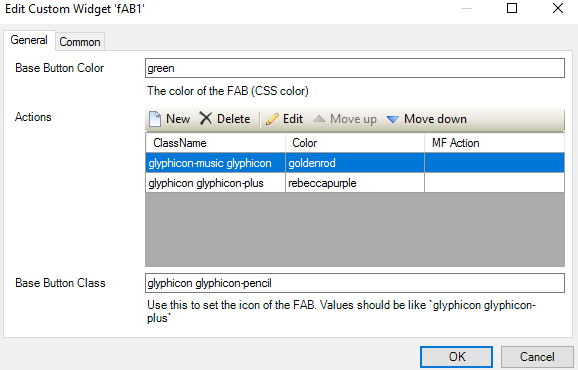 Edit Custom Widget 'fAB1'
General Common
Base Button Color green
The color of the FAB (CSS color)
Actions New Delete Edit Move up Move down
ClassName Color MF Action
glyphicon-music glyphicon goldenrod
glyphicon glyphicon-plus rebeccapurple
Base Button Class glyphicon glyphicon-pencil
Use this to set the icon of the FAB. Values should be like `glyphicon glyphicon-
plus`
OK Cancel